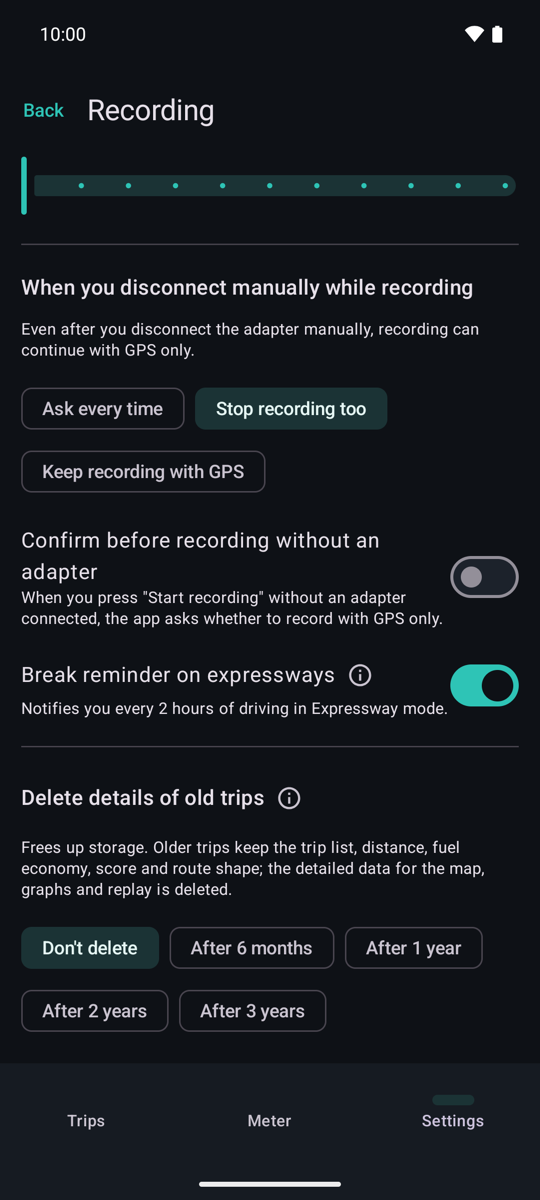 10:00
Back
Recording
When you disconnect manually while recording
Even after you disconnect the adapter manually, recording can
continue with GPS only.
Ask every time
Stop recording too
Keep recording with GPS
Confirm before recording without an
adapter
When you press "Start recording" without an adapter
connected, the app asks whether to record with GPS only.
Break reminder on expressways
Notifies you every 2 hours of driving in Expressway mode.
Delete details of old trips
Frees up storage. Older trips keep the trip list, distance, fuel
economy, score and route shape; the detailed data for the map,
graphs and replay is deleted.
Don't delete
After 6 months
After 1 year
After 2 years
After 3 years
Trips
Meter
Settings